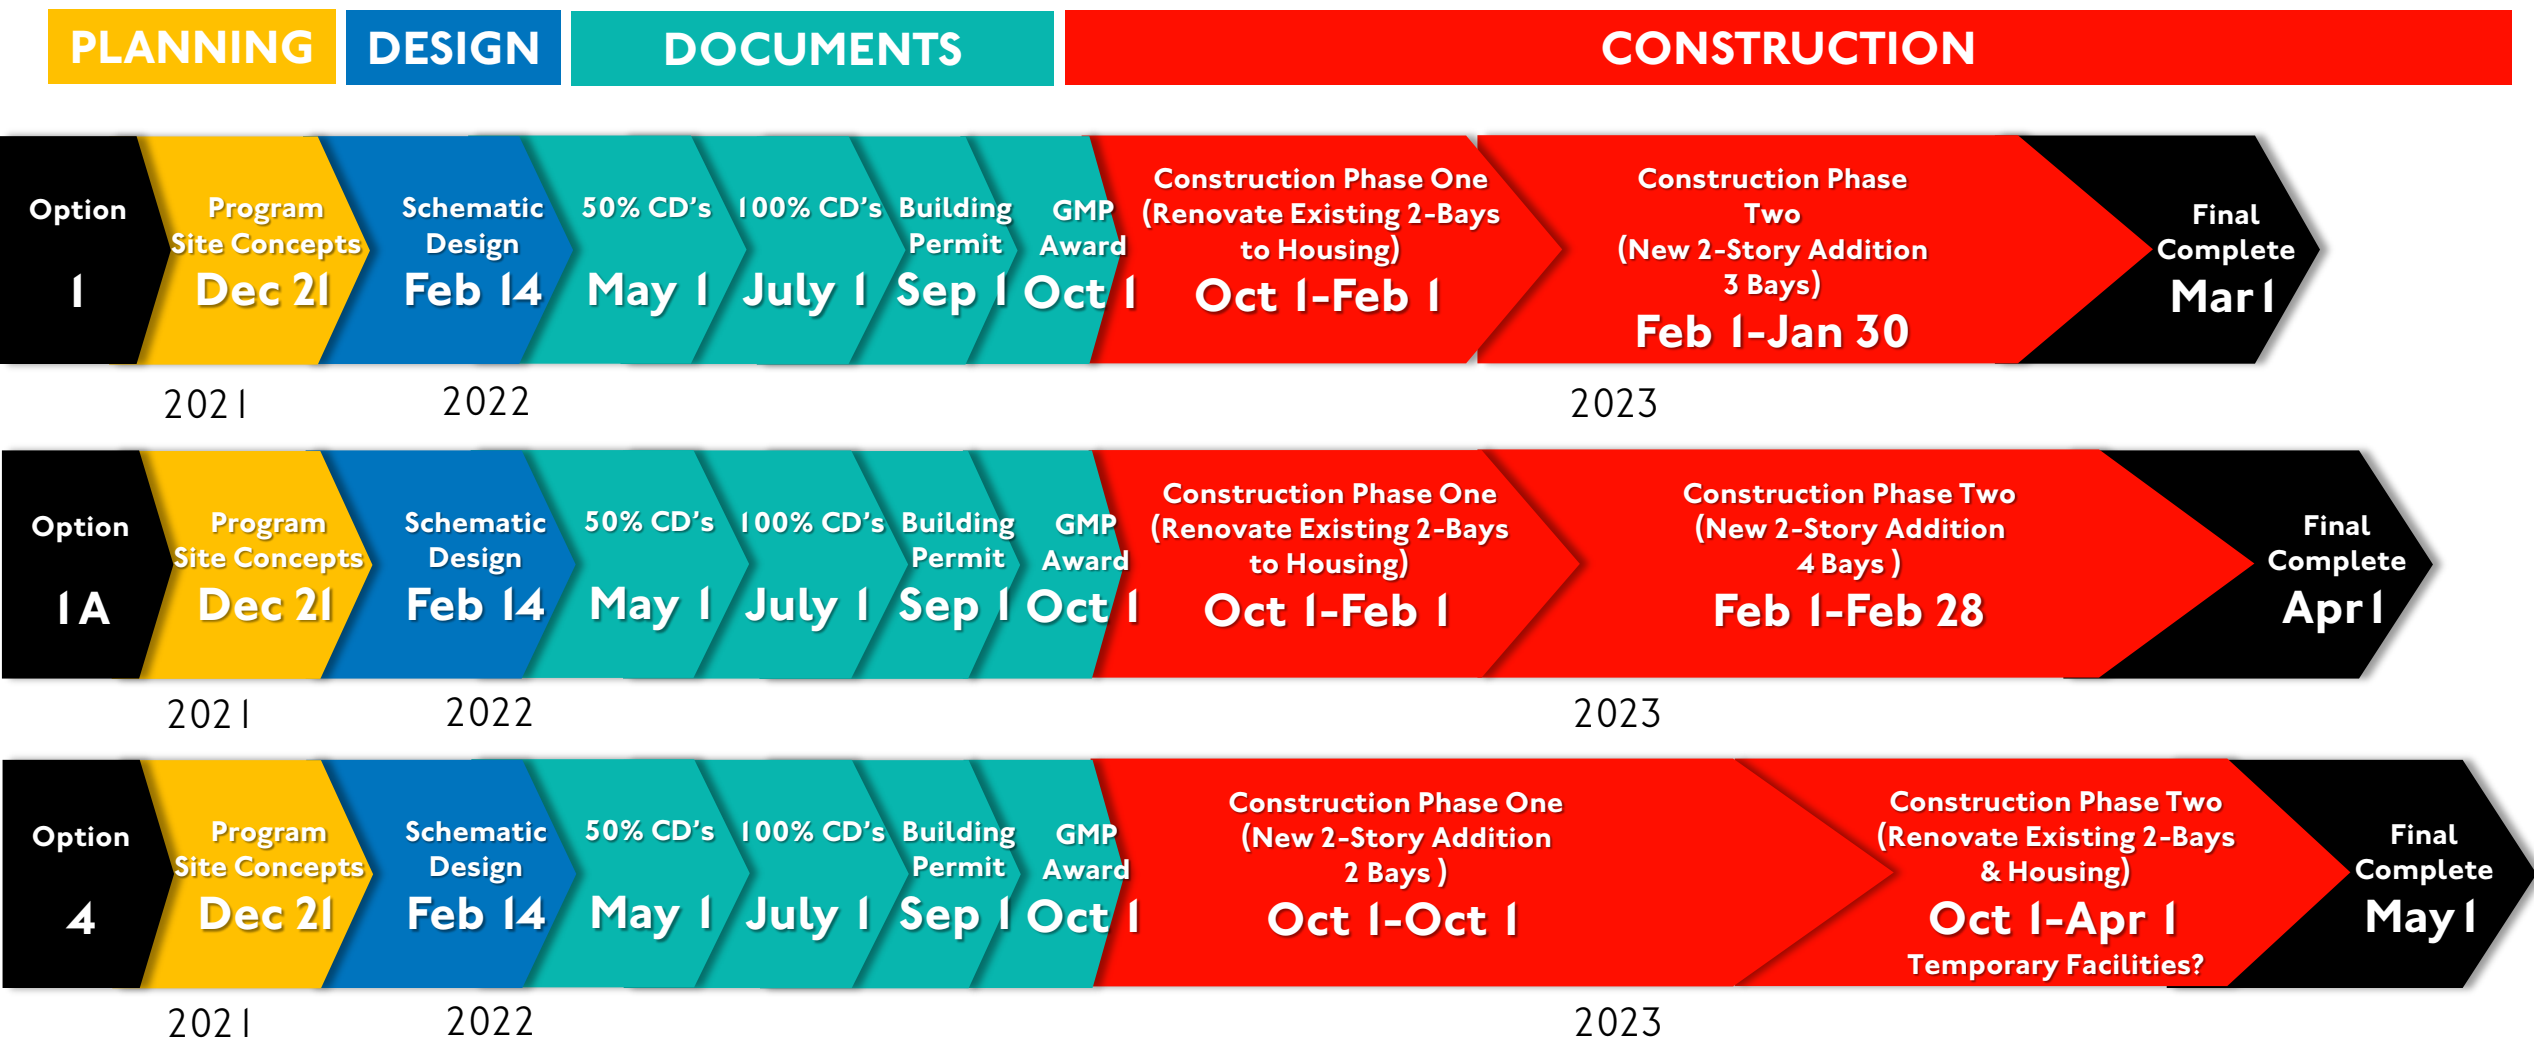 PLANNING
DESIGN
DOCUMENTS
CONSTRUCTION
Option
1
Program
Site Concepts
Dec 21
Schematic
Design
Feb 14
50% CD's
May 1
100% CD's
July 1
Building
Permit
Sep 1
GMP
Award
Oct 1
Construction Phase One
(Renovate Existing 2-Bays
to Housing)
Oct 1-Feb 1
Construction Phase
Two
(New 2-Story Addition
3 Bays)
Feb 1-Jan 30
Final
Complete
Mar 1
2021
2022
2023
Option
1A
Program
Site Concepts
Dec 21
Schematic
Design
Feb 14
50% CD's
May 1
100% CD's
July 1
Building
Permit
Sep 1
GMP
Award
Oct 1
Construction Phase One
(Renovate Existing 2-Bays
to Housing)
Oct 1-Feb 1
Construction Phase Two
(New 2-Story Addition
4 Bays )
Feb 1-Feb 28
Final
Complete
Apr 1
2021
2022
2023
Option
4
Program
Site Concepts
Dec 21
Schematic
Design
Feb 14
50% CD's
May 1
100% CD's
July 1
Building
Permit
Sep 1
GMP
Award
Oct 1
Construction Phase One
(New 2-Story Addition
2 Bays )
Oct 1-Oct 1
Construction Phase Two
(Renovate Existing 2-Bays
& Housing)
Oct 1-Apr 1
Temporary Facilities?
Final
Complete
May 1
2021
2022
2023